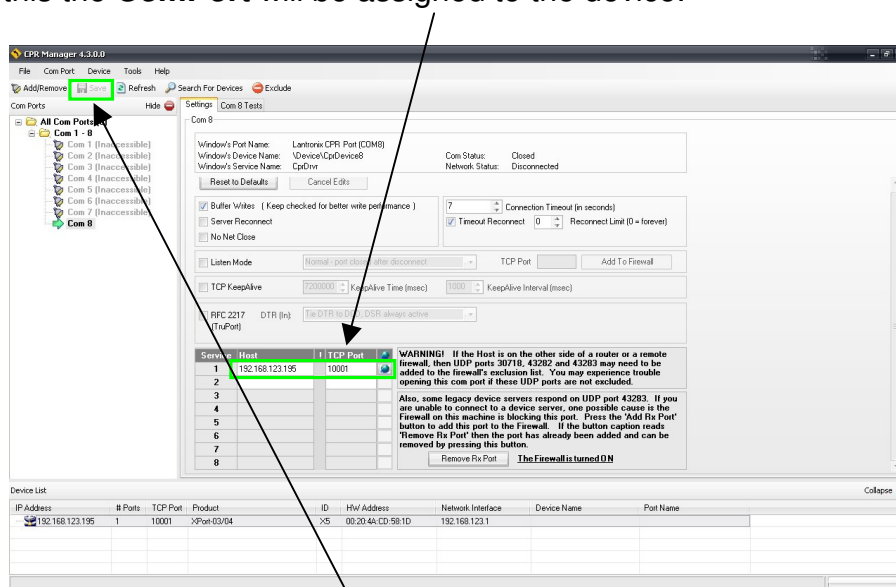 this the ComPort will be assigned to the device.
CPR Manager 4.3.0.0
File Com Port Device Tools Help
Add/Remove Save Refresh Search For Devices Exclude
Com Ports Hide Settings Com 8 Tests
Com 8
All Com Ports
Com 1 - 8
Com 1 (Inaccessible)
Com 2 (Inaccessible)
Com 3 (Inaccessible)
Com 4 (Inaccessible)
Com 5 (Inaccessible)
Com 6 (Inaccessible)
Com 7 (Inaccessible)
Com 8
Window's Port Name: Lantronix CPR Port (COM8)
Window's Device Name: \Device\CprDevice8 Com Status: Closed
Window's Service Name: CprDrvr Network Status: Disconnected
Reset to Defaults Cancel Edits
Buffer Writes ( Keep checked for better write performance ) 7 Connection Timeout (in seconds)
Server Reconnect Timeout Reconnect 0 Reconnect Limit (0 = forever)
No Net Close
Listen Mode Normal - port closed after disconnect TCP Port Add To Firewall
TCP KeepAlive 7200000 KeepAlive Time (msec) 1000 KeepAlive Interval (msec)
RFC 2217 DTR (In): Tie DTR to DCD, DSR always active
(TruPort)
Service Host ! TCP Port
1 192.168.123.195 10001
2
3
4
5
6
7
8
WARNING! If the Host is on the other side of a router or a remote
firewall, then UDP ports 30718, 43282 and 43283 may need to be
added to the firewall's exclusion list. You may experience trouble
opening this com port if these UDP ports are not excluded.
Also, some legacy device servers respond on UDP port 43283. If you
are unable to connect to a device server, one possible cause is the
Firewall on this machine is blocking this port. Press the 'Add Rx Port'
button to add this port to the Firewall. If the button caption reads
'Remove Rx Port' then the port has already been added and can be
removed by pressing this button.
Remove Rx Port The Firewall is turned ON
Device List Collapse
IP Address # Ports TCP Port Product ID HW Address Network Interface Device Name Port Name
192.168.123.195 1 10001 XPort-03/04 X5 00:20:4A:CD:58:1D 192.168.123.1